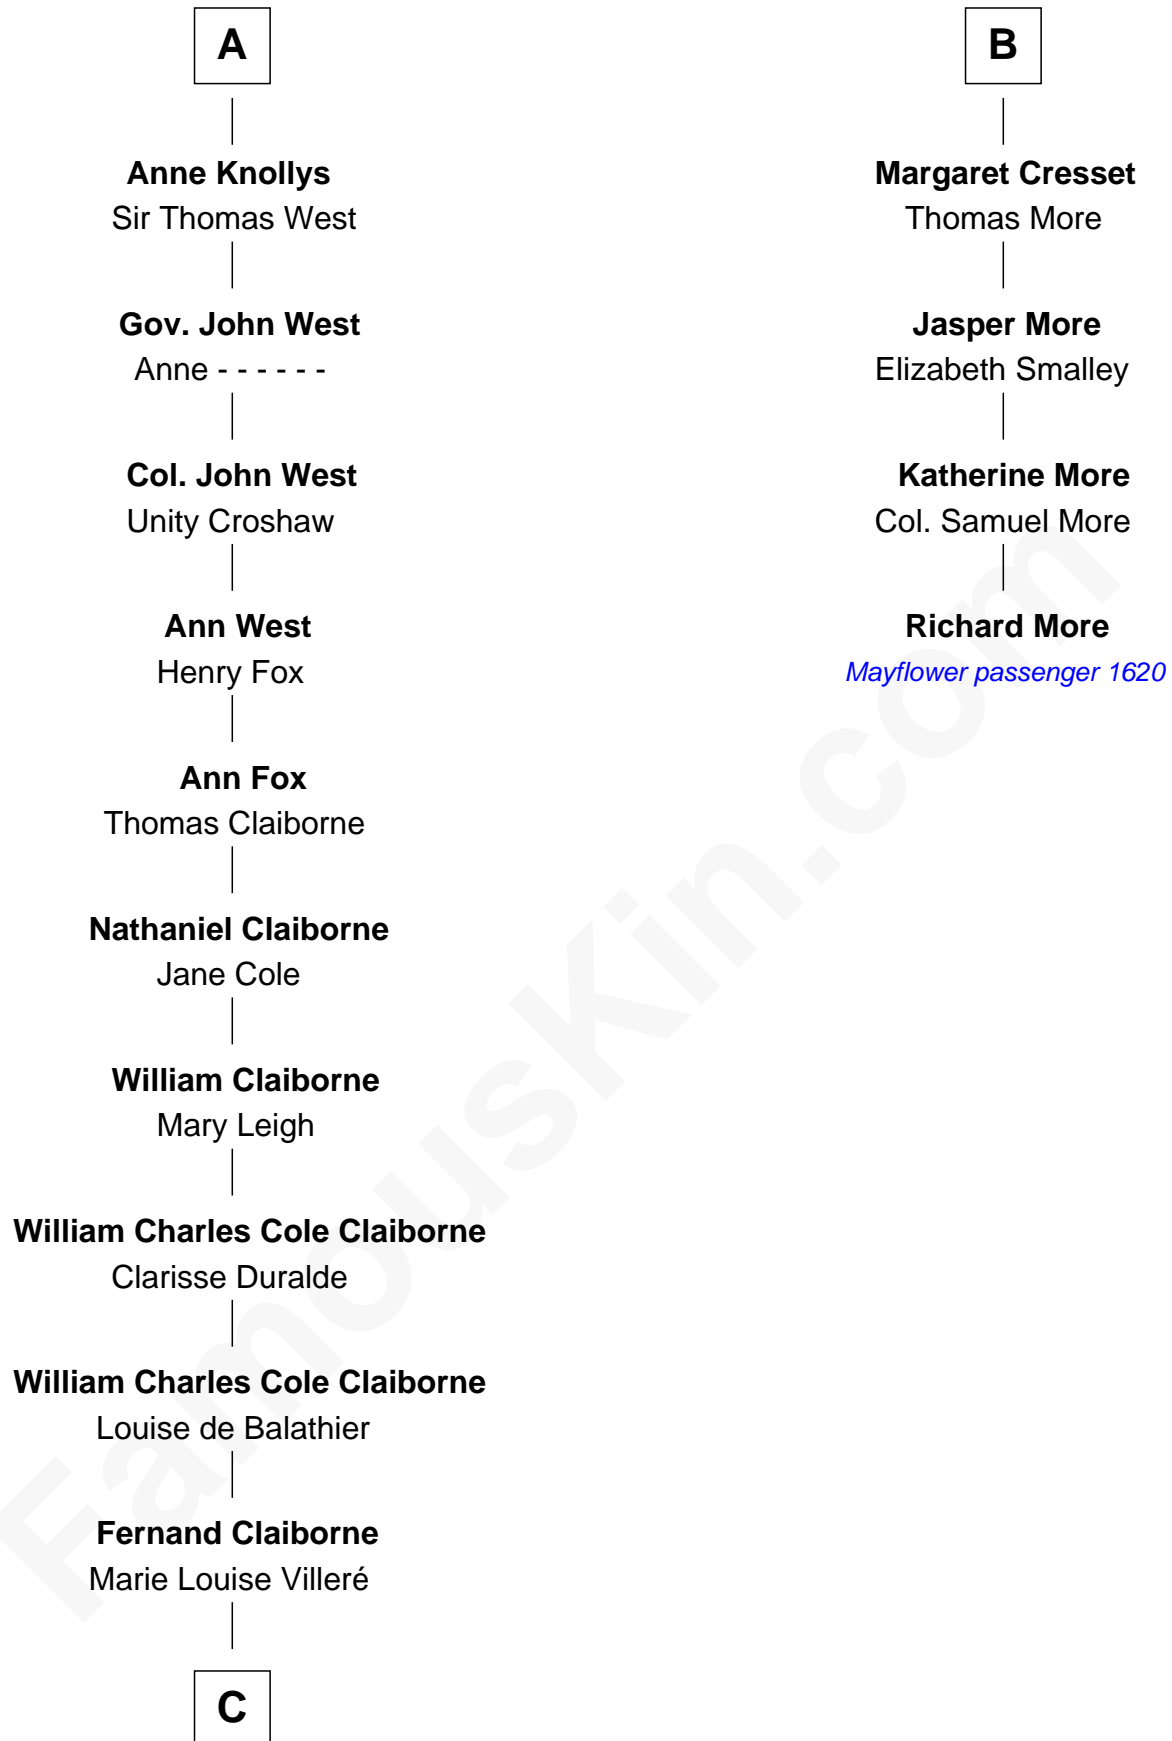 A
Anne Knollys
Sir Thomas West
Gov. John West
Anne - - - - - -
Col. John West
Unity Croshaw
Ann West
Henry Fox
Ann Fox
Thomas Claiborne
Nathaniel Claiborne
Jane Cole
William Claiborne
Mary Leigh
William Charles Cole Claiborne
Clarisse Duralde
William Charles Cole Claiborne
Louise de Balathier
Fernand Claiborne
Marie Louise Villeré
C
B
Margaret Cresset
Thomas More
Jasper More
Elizabeth Smalley
Katherine More
Col. Samuel More
Richard More
Mayflower passenger 1620
FamousKin.com